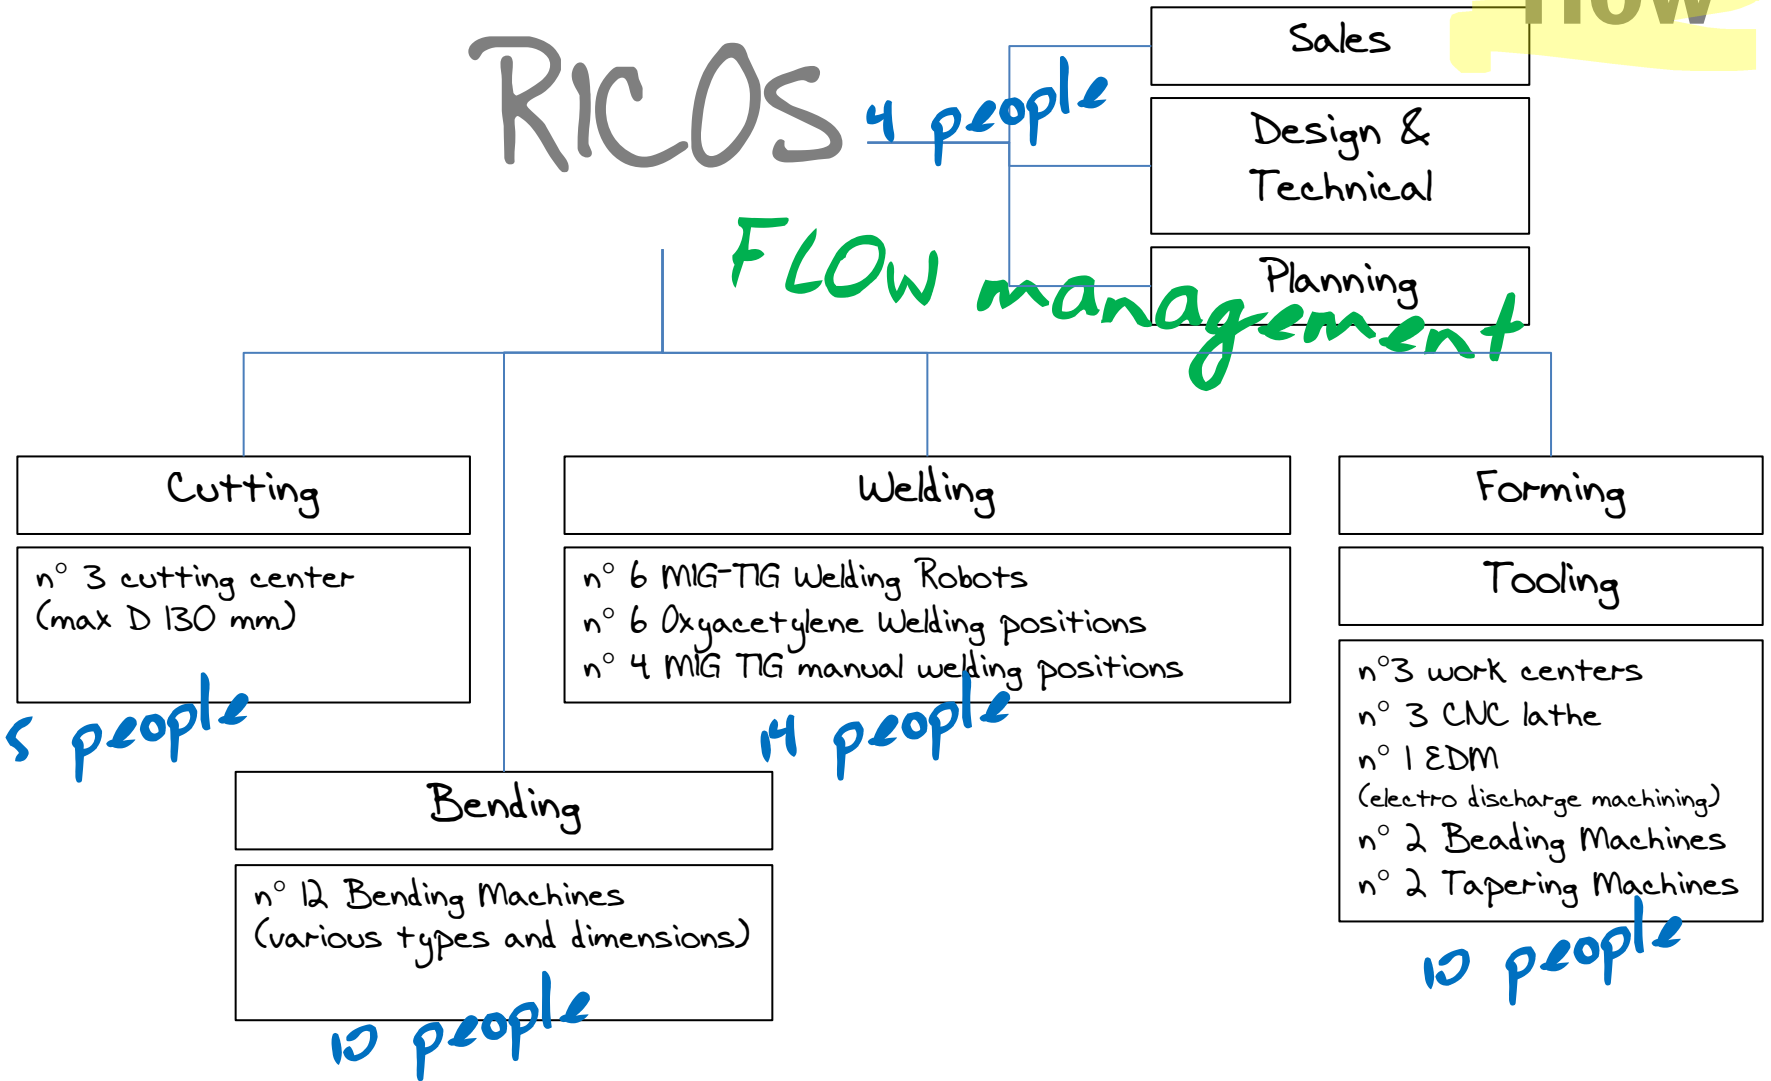 How
RICOS
4 people
Sales
Design &
Technical
Planning
FLOW management
Cutting
n° 3 cutting center
(max D 130 mm)
5 people
Bending
n° 12 Bending Machines
(various types and dimensions)
10 people
Welding
n° 6 MIG-TIG Welding Robots
n° 6 Oxyacetylene Welding positions
n° 4 MIG TIG manual welding positions
14 people
Forming
Tooling
n°3 work centers
n° 3 CNC lathe
n° 1 EDM
(electro discharge machining)
n° 2 Beading Machines
n° 2 Tapering Machines
10 people